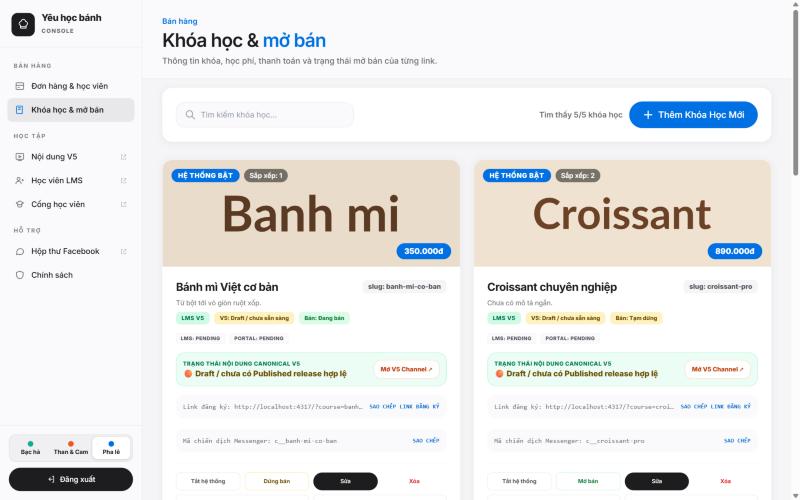 Yêu học bánh
CONSOLE
BÁN HÀNG
Đơn hàng & học viên
Khóa học & mở bán
HỌC TẬP
Nội dung V5
Học viên LMS
Cổng học viên
HỖ TRỢ
Hộp thư Facebook
Chính sách
Bạc hà
Than & Cam
Pha lê
Đăng xuất
Bán hàng
Khóa học & mở bán
Thông tin khóa, học phí, thanh toán và trạng thái mở bán của từng link.
Tìm kiếm khóa học...
Tìm thấy 5/5 khóa học
Thêm Khóa Học Mới
HỆ THỐNG BẬT
Sắp xếp: 1
Banh mi
350.000đ
Bánh mì Việt cơ bản
slug: banh-mi-co-ban
Từ bột tới vỏ giòn ruột xốp.
LMS V5
V5: Draft / chưa sẵn sàng
Bán: Đang bán
LMS: PENDING
PORTAL: PENDING
TRẠNG THÁI NỘI DUNG CANONICAL V5
Draft / chưa có Published release hợp lệ
Mở V5 Channel ↗
Link đăng ký: http://localhost:4317/?course=banh…
SAO CHÉP LINK ĐĂNG KÝ
Mã chiến dịch Messenger: c__banh-mi-co-ban
SAO CHÉP
Tắt hệ thống
Dừng bán
Sửa
Xóa
HỆ THỐNG BẬT
Sắp xếp: 2
Croissant
890.000đ
Croissant chuyên nghiệp
slug: croissant-pro
Chưa có mô tả ngắn.
LMS V5
V5: Draft / chưa sẵn sàng
Bán: Tạm dừng
LMS: PENDING
PORTAL: PENDING
TRẠNG THÁI NỘI DUNG CANONICAL V5
Draft / chưa có Published release hợp lệ
Mở V5 Channel ↗
Link đăng ký: http://localhost:4317/?course=croi…
SAO CHÉP LINK ĐĂNG KÝ
Mã chiến dịch Messenger: c__croissant-pro
SAO CHÉP
Tắt hệ thống
Mở bán
Sửa
Xóa